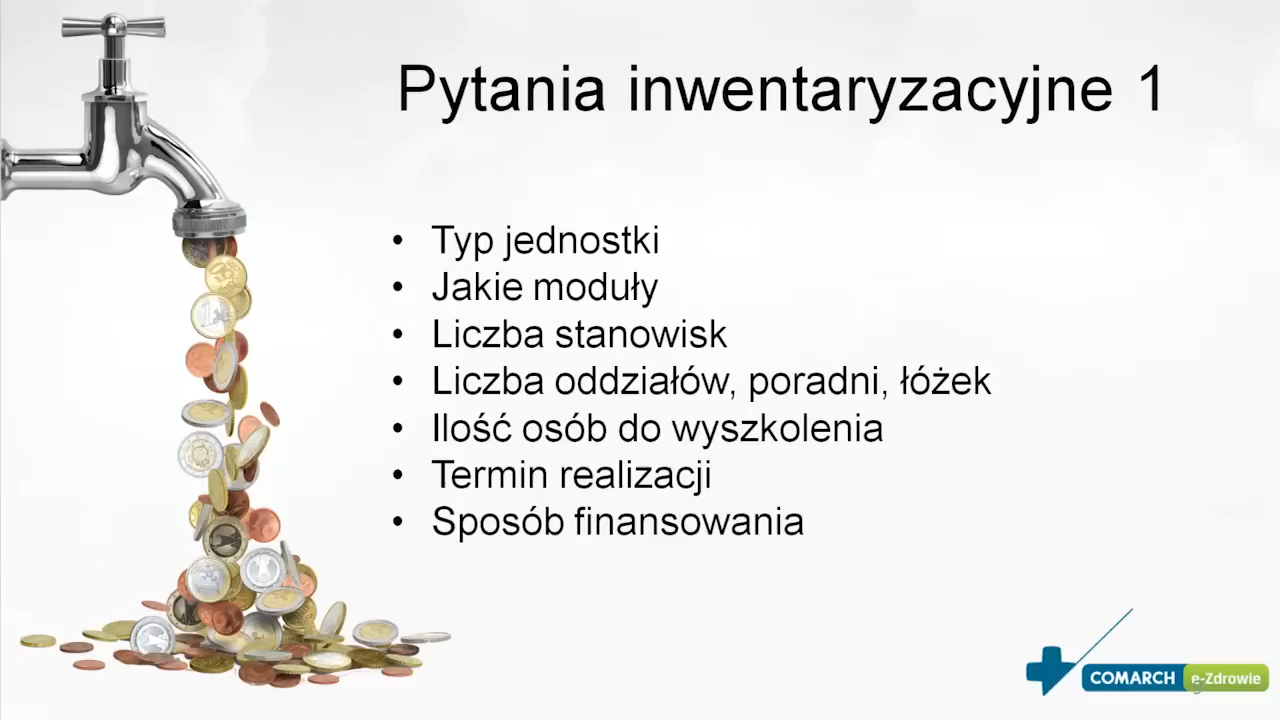 Pytania inwentaryzacyjne 1
• Typ jednostki
• Jakie moduły
• Liczba stanowisk
• Liczba oddziałów, poradni, łóżek
• Ilość osób do wyszkolenia
• Termin realizacji
• Sposób finansowania
COMARCH e-Zdrowie